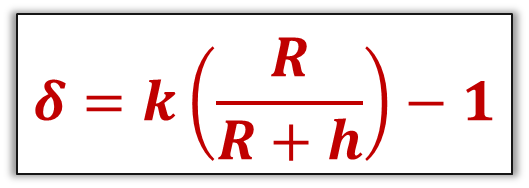 δ = k (R / (R + h)) − 1